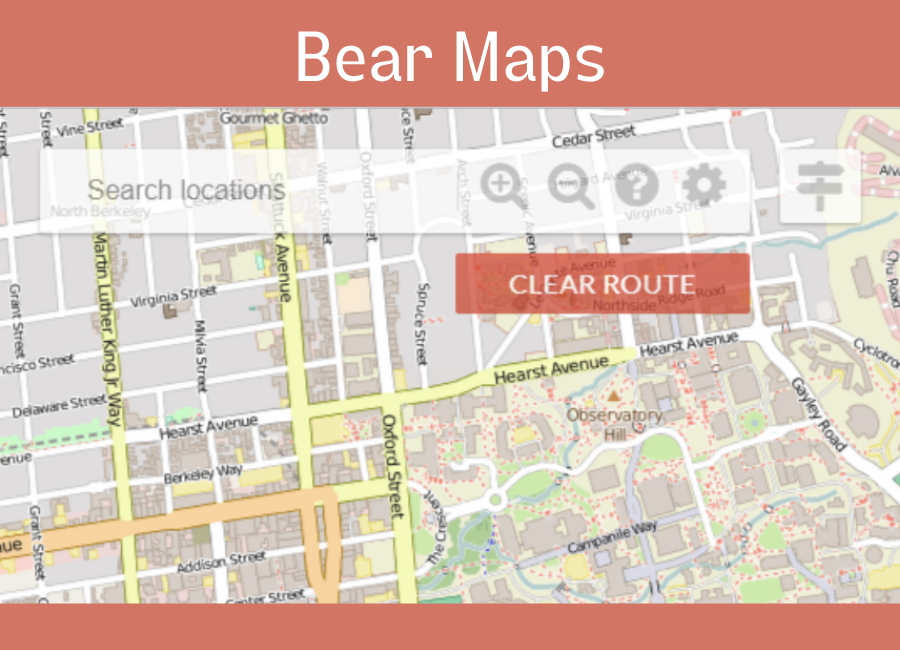 Bear Maps
Gourmet Ghetto
Vine Street
Cedar Street
Search locations
North Berkeley
Virginia Street
CLEAR ROUTE
Northside Ridge Road
Martin Luther King Jr Way
Shattuck Avenue
Walnut Street
Oxford Street
Arch Street
Scenic Avenue
Grant Street
Virginia Street
Milvia Street
Spruce Street
Chu Road
Hearst Avenue
Hearst Avenue
Delaware Street
Hearst Avenue
Observatory
Hill
Gayley Road
Oxford Street
Berkeley Way
The Crescent
Campanile Way
Grant Street
Addison Street
Center Street